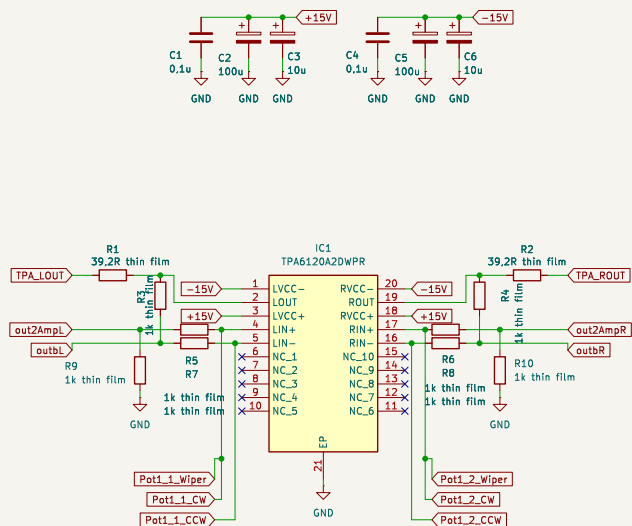 +15V
-15V
+
+
+
+
C1
0,1u
C2
100u
C3
10u
C4
0,1u
C5
100u
C6
10u
GND
GND
GND
GND
GND
GND
IC1
TPA6120A2DWPR
R1
39,2R thin film
R2
39,2R thin film
TPA_LOUT
TPA_ROUT
R3
1k thin film
R4
1k thin film
-15V
1
LVCC-
RVCC-
20
-15V
2
LOUT
ROUT
19
+15V
3
LVCC+
RVCC+
18
+15V
out2AmpL
4
LIN+
RIN+
17
out2AmpR
outbL
5
LIN-
RIN-
16
outbR
6
NC_1
NC_10
15
7
NC_2
NC_9
14
8
NC_3
NC_8
13
9
NC_4
NC_7
12
10
NC_5
NC_6
11
R5
R7
R6
R8
R9
1k thin film
R10
1k thin film
1k thin film
1k thin film
1k thin film
1k thin film
GND
GND
EP
21
GND
Pot1_1_Wiper
Pot1_1_CW
Pot1_1_CCW
Pot1_2_Wiper
Pot1_2_CW
Pot1_2_CCW